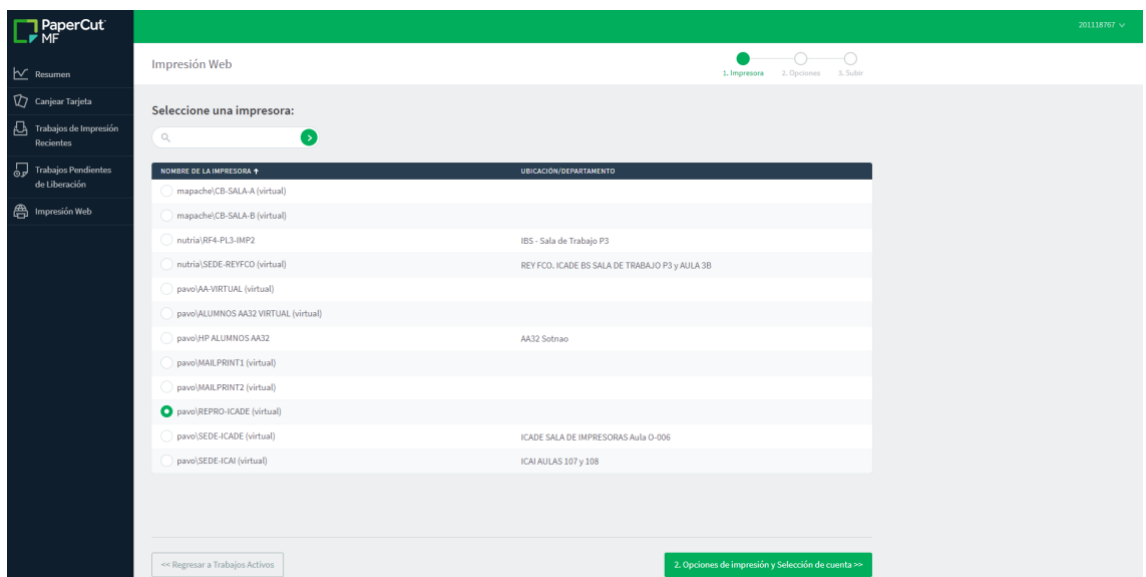 PaperCut
MF
201118767
Resumen
Canjear Tarjeta
Trabajos de Impresión
Recientes
Trabajos Pendientes
de Liberación
Impresión Web
Impresión Web
1. Impresora 2. Opciones 3. Subir
Seleccione una impresora:
NOMBRE DE LA IMPRESORA UBICACIÓN/DEPARTAMENTO
mapache\CB-SALA-A (virtual)
mapache\CB-SALA-B (virtual)
nutria\RF4-PL3-IMP2 IBS - Sala de Trabajo P3
nutria\SEDE-REYFCO (virtual) REY FCO. ICADE BS SALA DE TRABAJO P3 y AULA 3B
pavo\AA-VIRTUAL (virtual)
pavo\ALUMNOS AA32 VIRTUAL (virtual)
pavo\HP ALUMNOS AA32 AA32 Sotnao
pavo\MAILPRINT1 (virtual)
pavo\MAILPRINT2 (virtual)
pavo\REPRO-ICADE (virtual)
pavo\SEDE-ICADE (virtual) ICADE SALA DE IMPRESORAS Aula O-006
pavo\SEDE-ICAI (virtual) ICAI AULAS 107 y 108
<< Regresar a Trabajos Activos 2. Opciones de impresión y Selección de cuenta >>